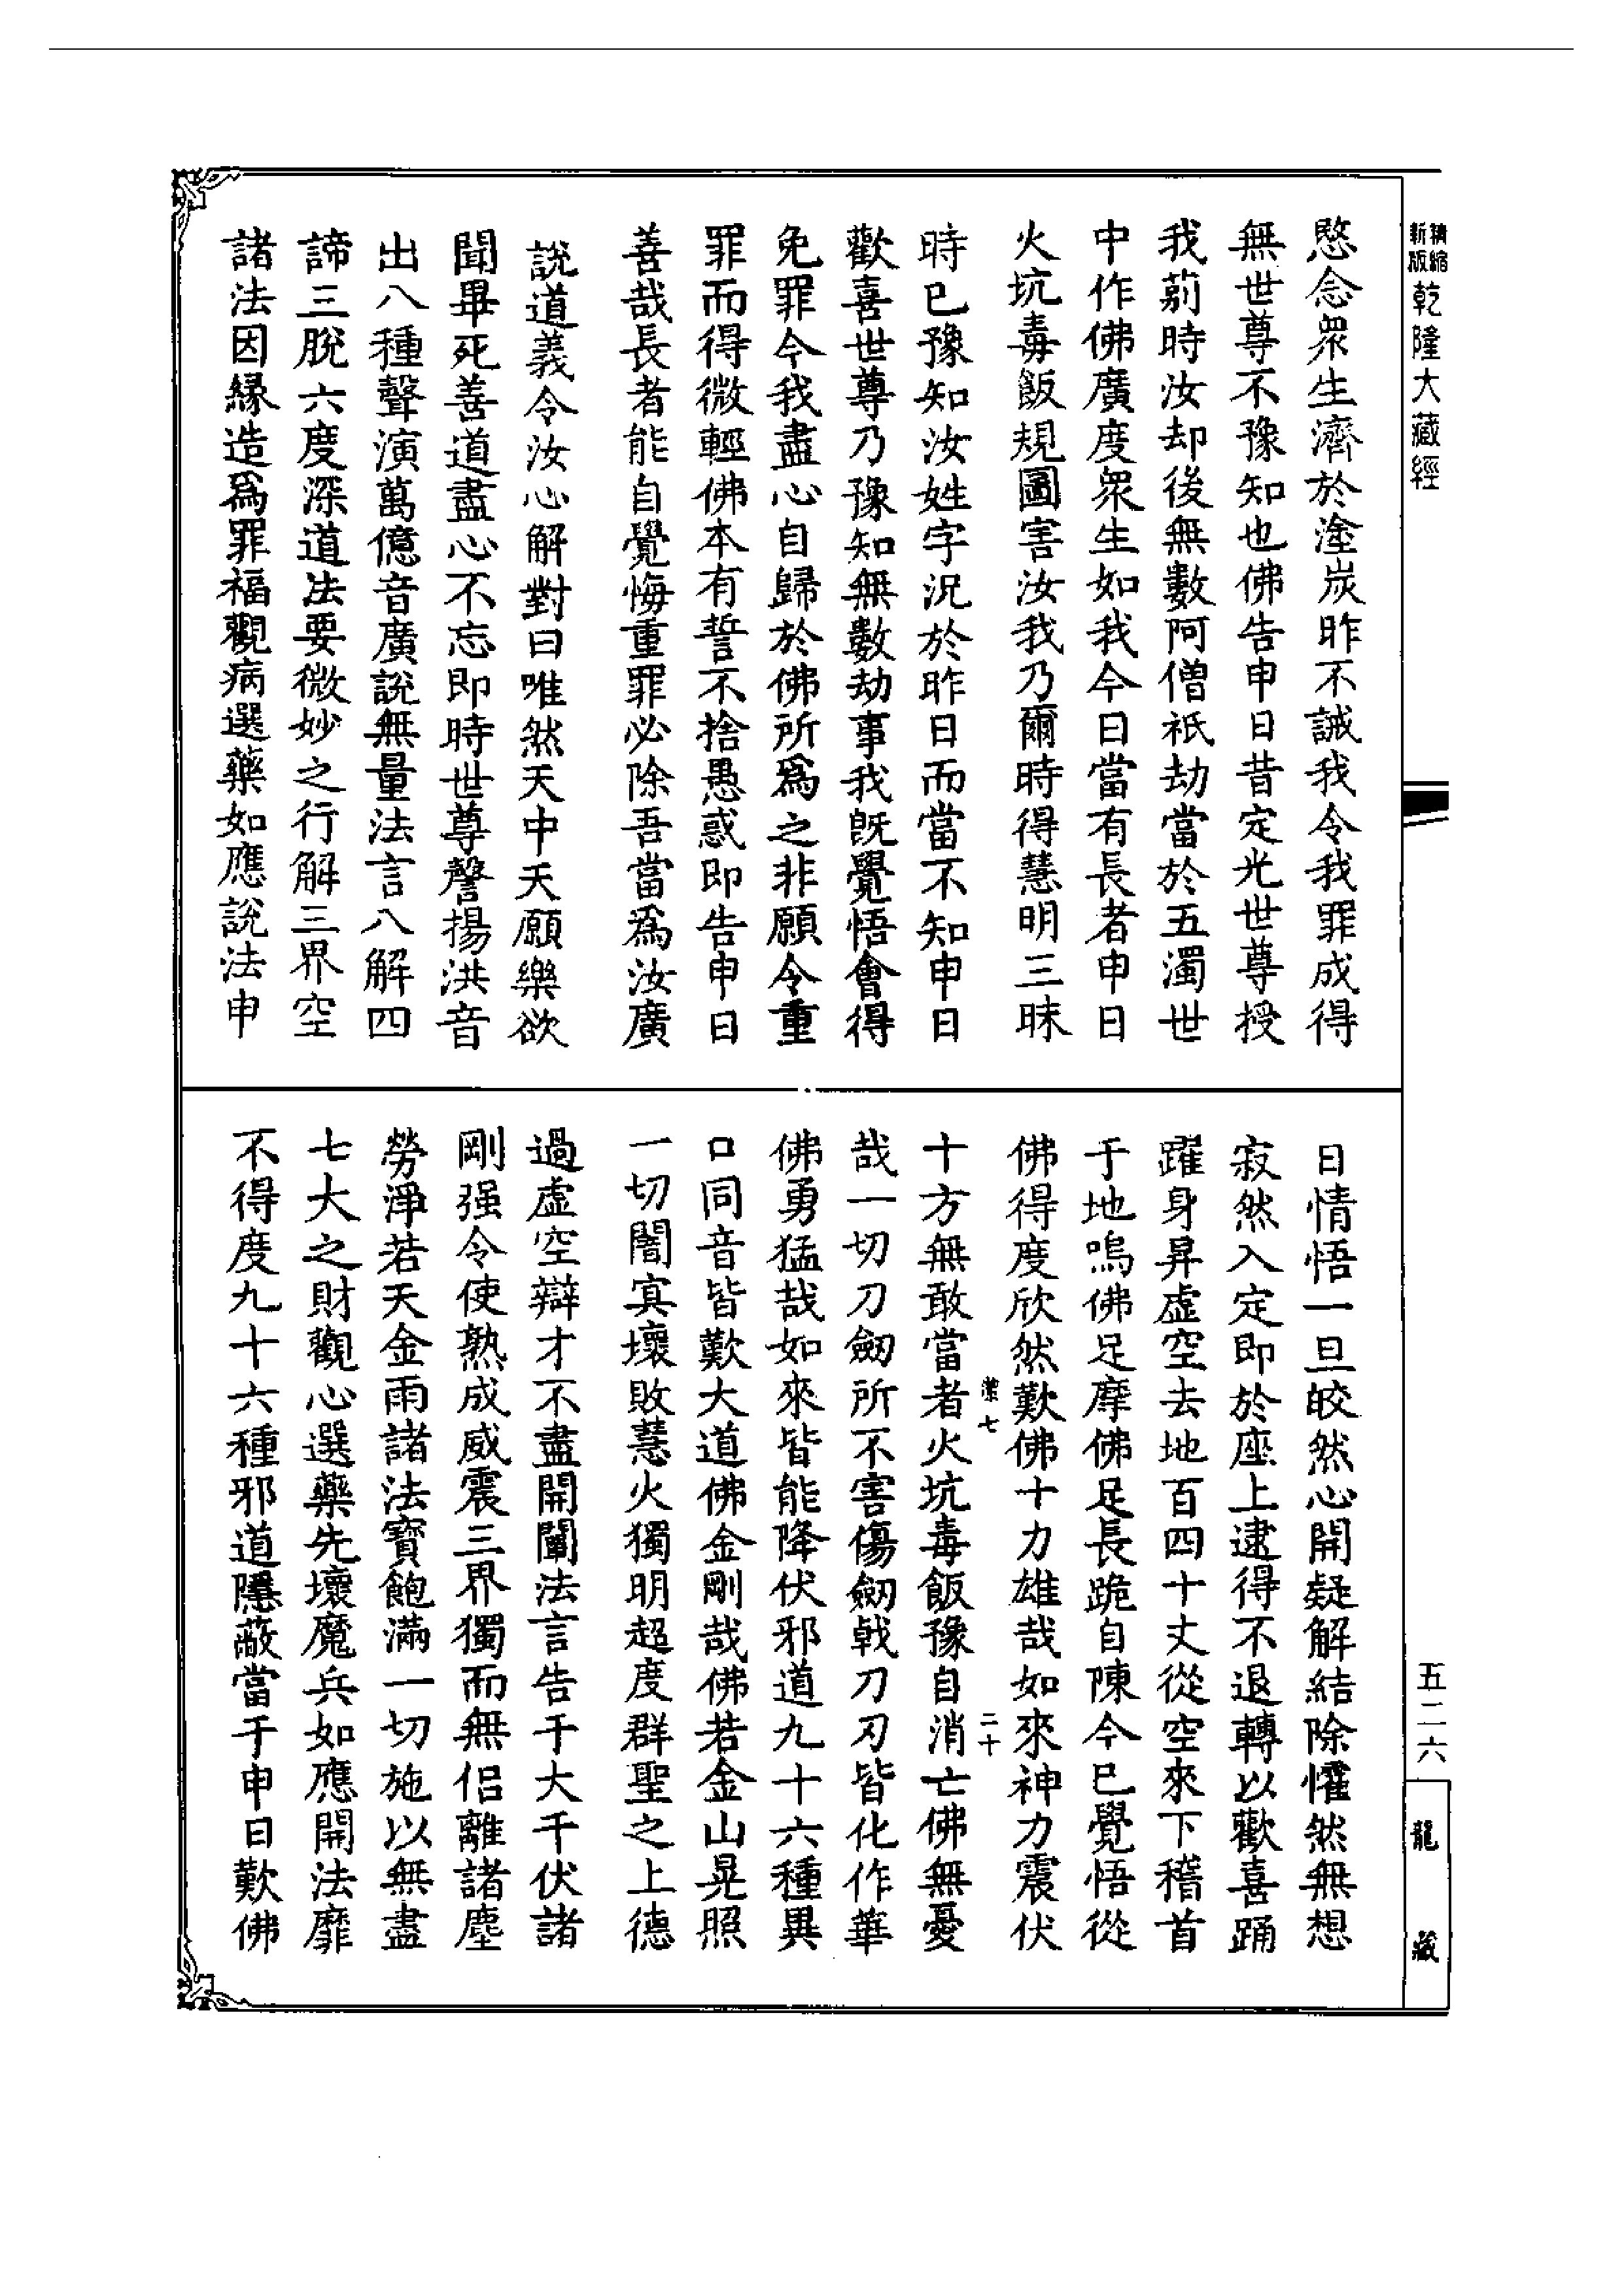 精縮新版乾隆大藏經
愍念衆生濟於塗炭昨不誡我令我罪成得
無世尊不豫知也佛告申日昔定光世尊授
我莂時汝却後無數阿僧祇劫當於五濁世
中作佛廣度衆生如我今日當有長者申日
火坑毒飯規圖害汝我乃爾時得慧明三昧
時已豫知汝姓字況於昨日而當不知申日
歡喜世尊乃豫知無數劫事我旣覺悟會得
免罪今我盡心自歸於佛所爲之非願令重
罪而得微輕佛本有誓不捨愚惑即告申日
善哉長者能自覺悔重罪必除吾當爲汝廣
說道義令汝心解對曰唯然天中天願樂欲
聞畢死善道盡心不忘即時世尊謦揚洪音
出八種聲演萬億音廣說無量法言八解四
諦三脫六度深道法要微妙之行解三界空
諸法因緣造爲罪福觀病選藥如應說法申
日情悟一旦皎然心開疑解結除懼然無想
寂然入定即於座上逮得不退轉以歡喜踊
躍身昇虛空去地百四十丈從空來下稽首
于地嗚佛足摩佛足長跪自陳今已覺悟從
佛得度欣然歎佛十力雄哉如來神力震伏
潔七 二十
十方無敢當者火坑毒飯豫自消亡佛無憂
哉一切刀劒所不害傷劒戟刀刃皆化作華
佛勇猛哉如來皆能降伏邪道九十六種異
口同音皆歎大道佛金剛哉佛若金山晃照
一切闇冥壞敗慧火獨明超度群聖之上德
過虛空辯才不盡開闡法言告于大千伏諸
剛强令使熟成威震三界獨而無侣離諸塵
勞淨若天金雨諸法寶飽滿一切施以無盡
七大之財觀心選藥先壞魔兵如應開法靡
不得度九十六種邪道隱蔽當于申日歎佛
五二六
龍藏